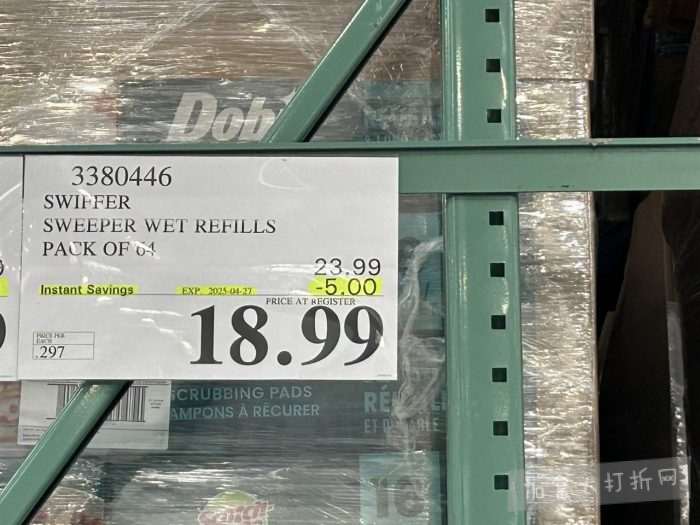 Dobi
3380446
SWIFFER
SWEEPER WET REFILLS
PACK OF 64
23.99
Instant Savings EXP. 2025-04-27 -5.00
PRICE AT REGISTER
18.99
PRICE PER
EACH
.297
SCRUBBING PADS
TAMPONS À RÉCURER
打折网